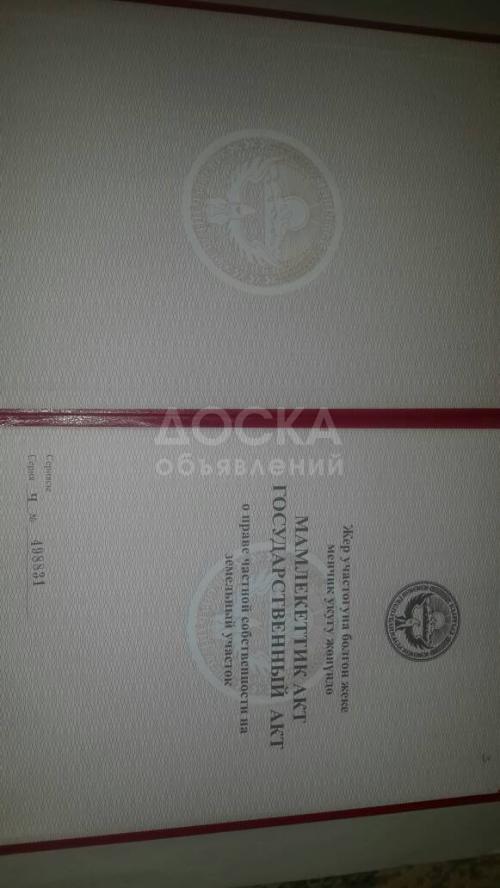 Жер участогуна болгон жеке
менчик укугу жөнүндө
МАМЛЕКЕТТИК АКТ
ГОСУДАРСТВЕННЫЙ АКТ
о праве частной собственности на
земельный участок
Сериясы
Серия Ч № 498831
ДОСКА
объявлений